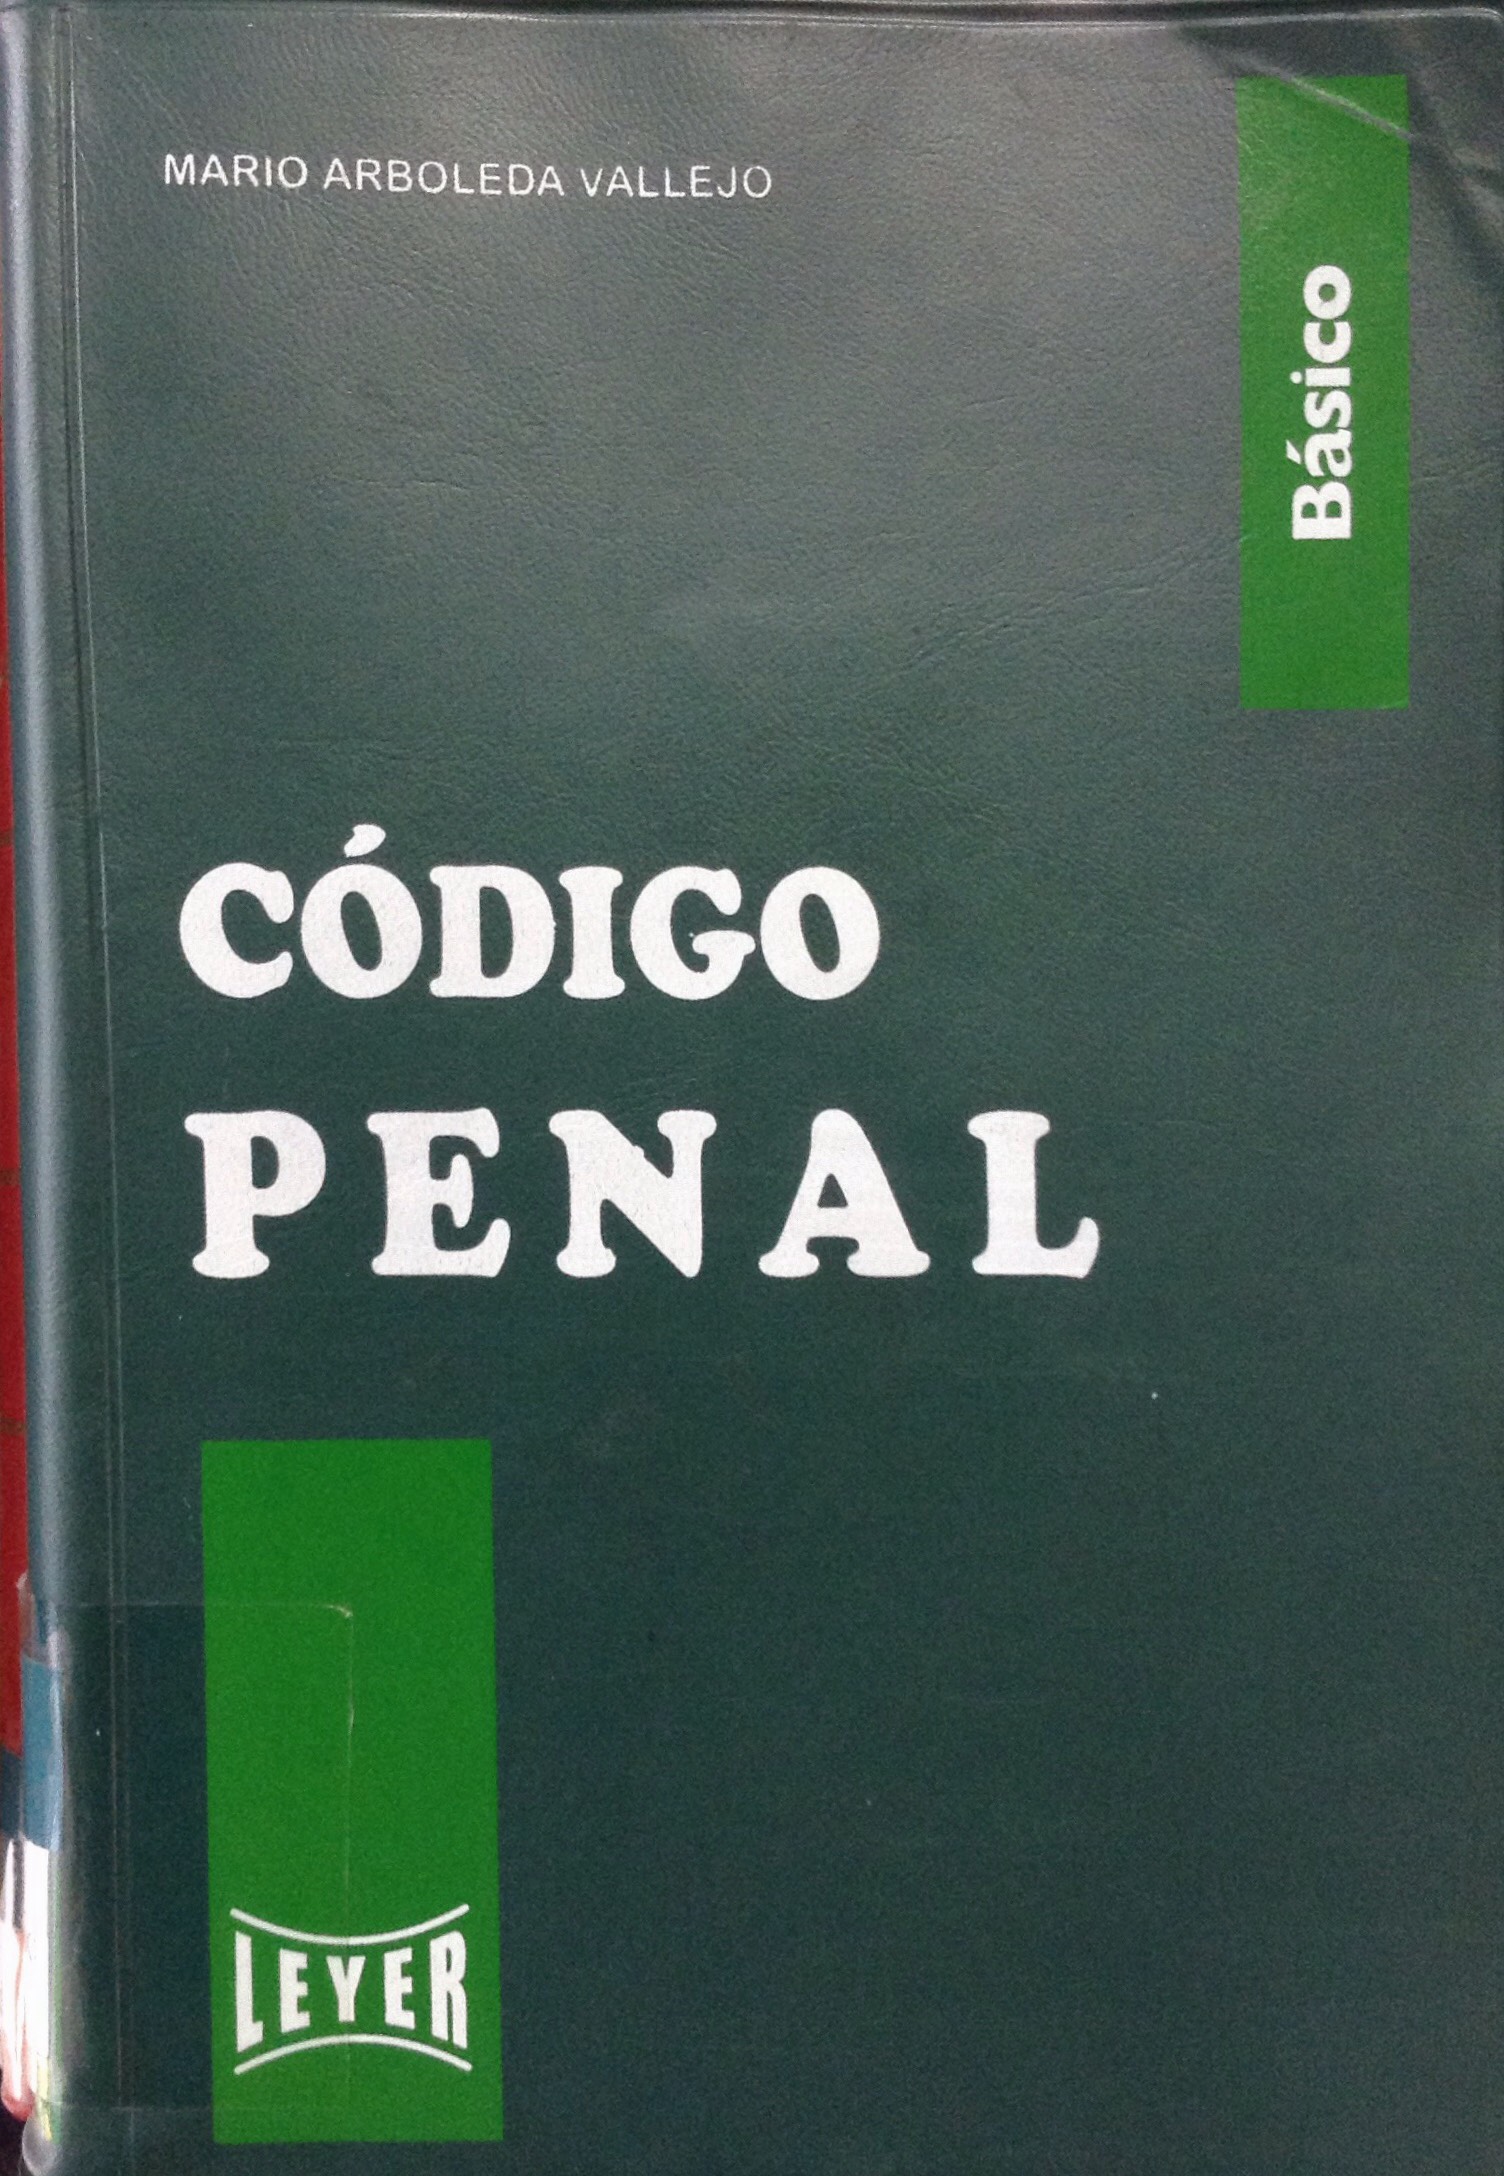 MARIO ARBOLEDA VALLEJO
Básico
CÓDIGO
PENAL
LEYER